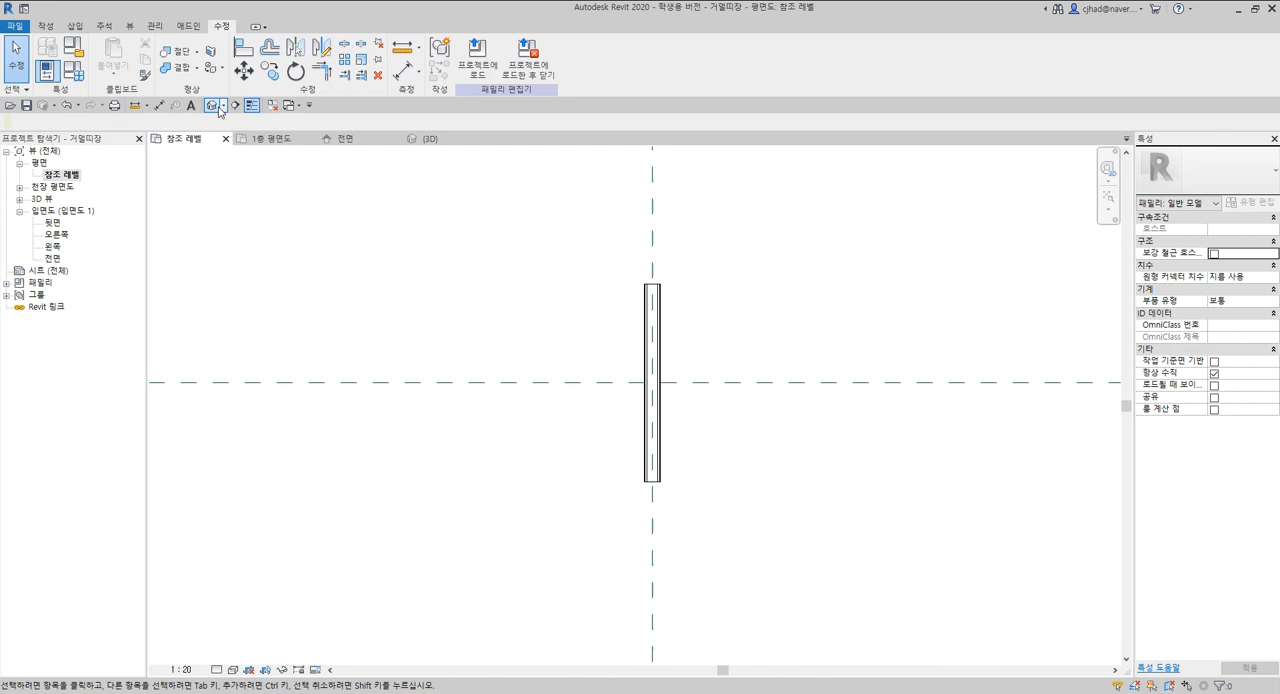 Autodesk Revit 2020 - 학생용 버전 - 거멀띠장 - 평면도: 참조 레벨
cjhad@naver....
파일 작성 삽입 주석 뷰 관리 애드인 수정
수정
붙여넣기
절단
결합
프로젝트에 로드
프로젝트에 로드한 후 닫기
선택 특성 클립보드 형상 수정 측정 작성 패밀리 편집기
프로젝트 탐색기 - 거멀띠장
참조 레벨 1층 평면도 전면 {3D}
특성
뷰 (전체)
평면
참조 레벨
천장 평면도
3D 뷰
입면도 (입면도 1)
뒷면
오른쪽
왼쪽
전면
시트 (전체)
패밀리
그룹
Revit 링크
2D
패밀리: 일반 모델 유형 편집
구속조건
호스트
구조
보강 철근 호스...
치수
원형 커넥터 치수 지름 사용
기계
부품 유형 보통
ID 데이터
OmniClass 번호
OmniClass 제목
기타
작업 기준면 기반
항상 수직
로드될 때 보이...
공유
룸 계산 점
특성 도움말 적용
1 : 20
선택하려면 항목을 클릭하고, 다른 항목을 선택하려면 Tab 키, 추가하려면 Ctrl 키, 선택 취소하려면 Shift 키를 누르십시오.
:0